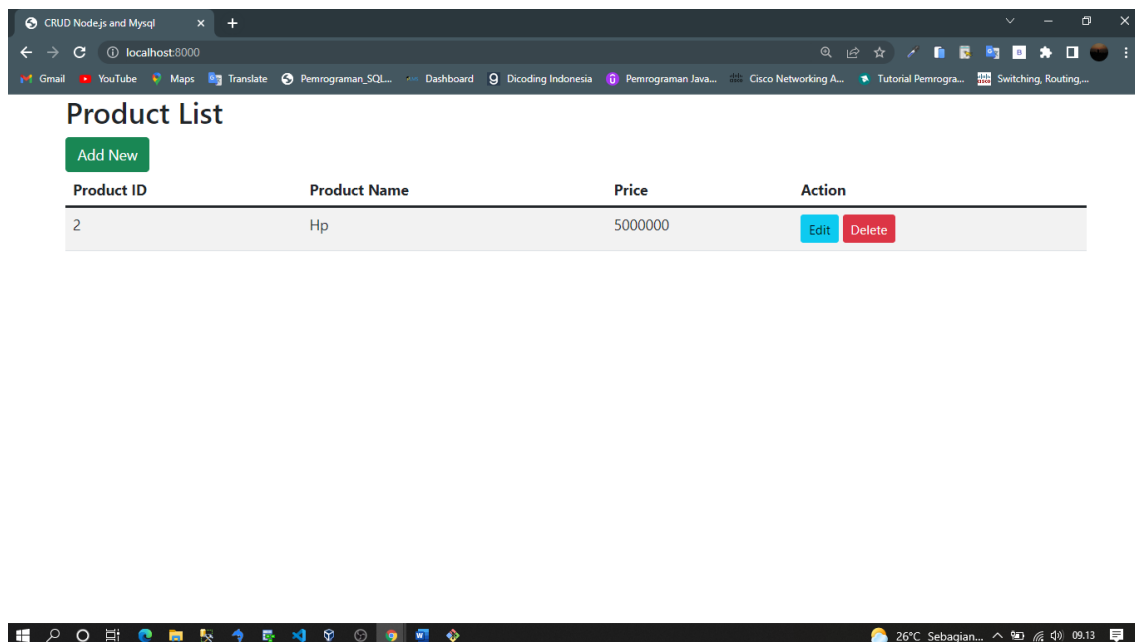 CRUD Node.js and Mysql
localhost:8000
Gmail YouTube Maps Translate Pemrograman_SQL... Dashboard Dicoding Indonesia Pemrograman Java... Cisco Networking A... Tutorial Pemrogra... Switching, Routing,...
Product List
Add New
Product ID Product Name Price Action
2 Hp 5000000 Edit Delete
26°C Sebagian... 09.13